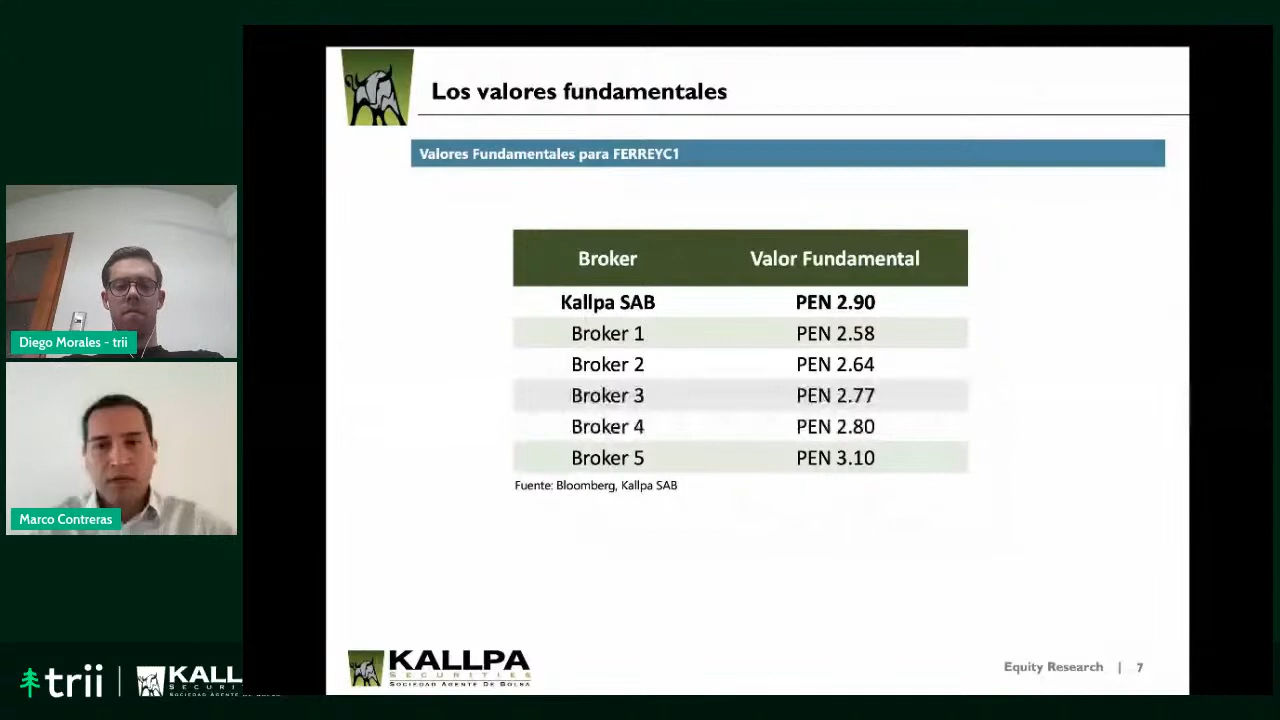 Los valores fundamentales
Valores Fundamentales para FERREYC1
Broker Valor Fundamental
Kallpa SAB PEN 2.90
Broker 1 PEN 2.58
Broker 2 PEN 2.64
Broker 3 PEN 2.77
Broker 4 PEN 2.80
Broker 5 PEN 3.10
Fuente: Bloomberg, Kallpa SAB
Diego Morales - trii
Marco Contreras
KALLPA
SECURITIES
SOCIEDAD AGENTE DE BOLSA
Equity Research | 7
trii | KALL
SECURI